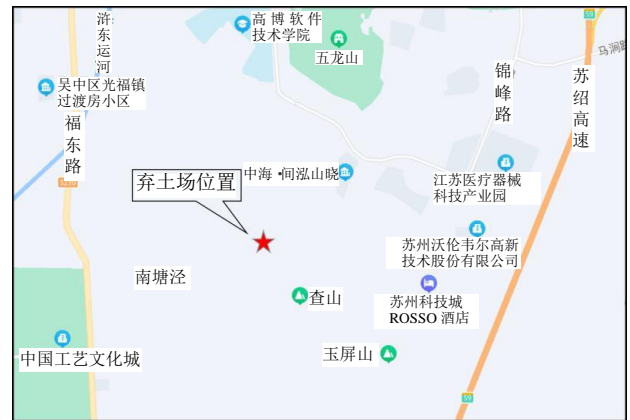 浒东运河
高博软件
技术学院
五龙山
S9
马涧路
锦峰路
苏绍高速
吴中区光福镇
过渡房小区
福东路
S230
弃土场位置
中海·间泓山晓
江苏医疗器械
科技产业园
苏州沃伦韦尔高新
技术股份有限公司
南塘泾
查山
苏州科技城
ROSSO 酒店
玉屏山
中国工艺文化城
S9